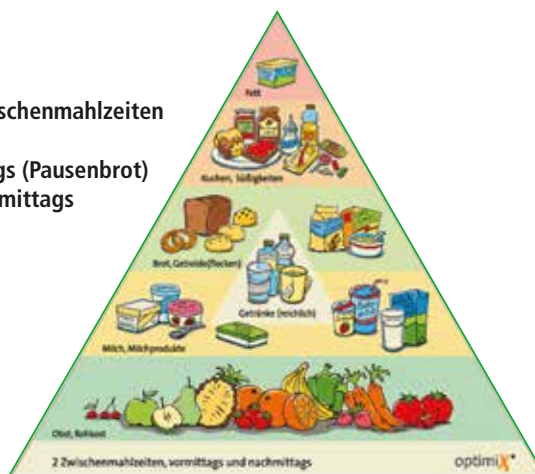 schenmahlzeiten
gs (Pausenbrot)
mittags
Fett
Kuchen, Süßigkeiten
Brot, Getreide(flocken)
Getränke (reichlich)
Milch, Milchprodukte
Obst, Rohkost
2 Zwischenmahlzeiten, vormittags und nachmittags
optimiX